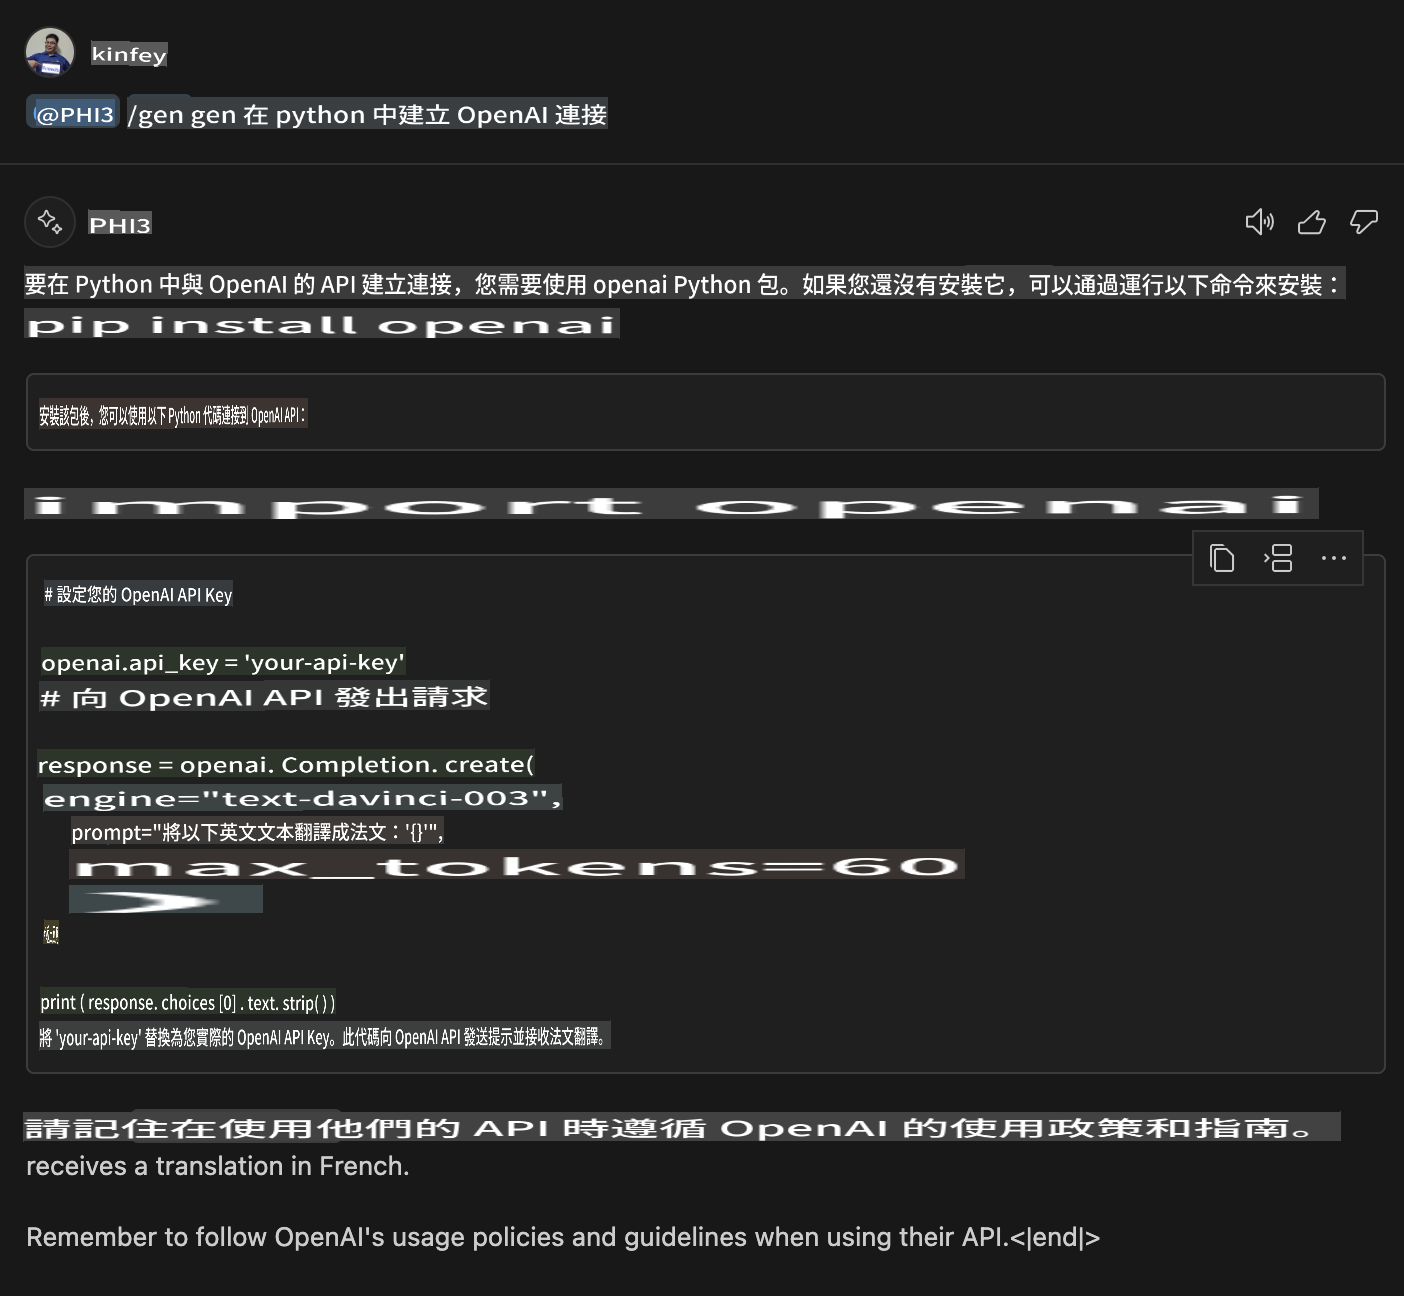 kinfey
@PHI3 /gen gen 在 python 中建立 OpenAI 連接
PHI3
要在 Python 中與 OpenAI 的 API 建立連接，您需要使用 openai Python 包。如果您還沒有安裝它，可以通過運行以下命令來安裝：
pip install openai
安裝該包後，您可以使用以下 Python 代碼連接到 OpenAI API：
import openai
# 設定您的 OpenAI API Key
openai.api_key = 'your-api-key'
# 向 OpenAI API 發出請求
response = openai. Completion. create(
engine="text-davinci-003",
prompt="將以下英文文本翻譯成法文：'{}'",
max_tokens=60
)
print ( response. choices [0] . text. strip( ) )
將 'your-api-key' 替換為您實際的 OpenAI API Key。此代碼向 OpenAI API 發送提示並接收法文翻譯。
請記住在使用他們的 API 時遵循 OpenAI 的使用政策和指南。
receives a translation in French.
Remember to follow OpenAI's usage policies and guidelines when using their API.<|end|>